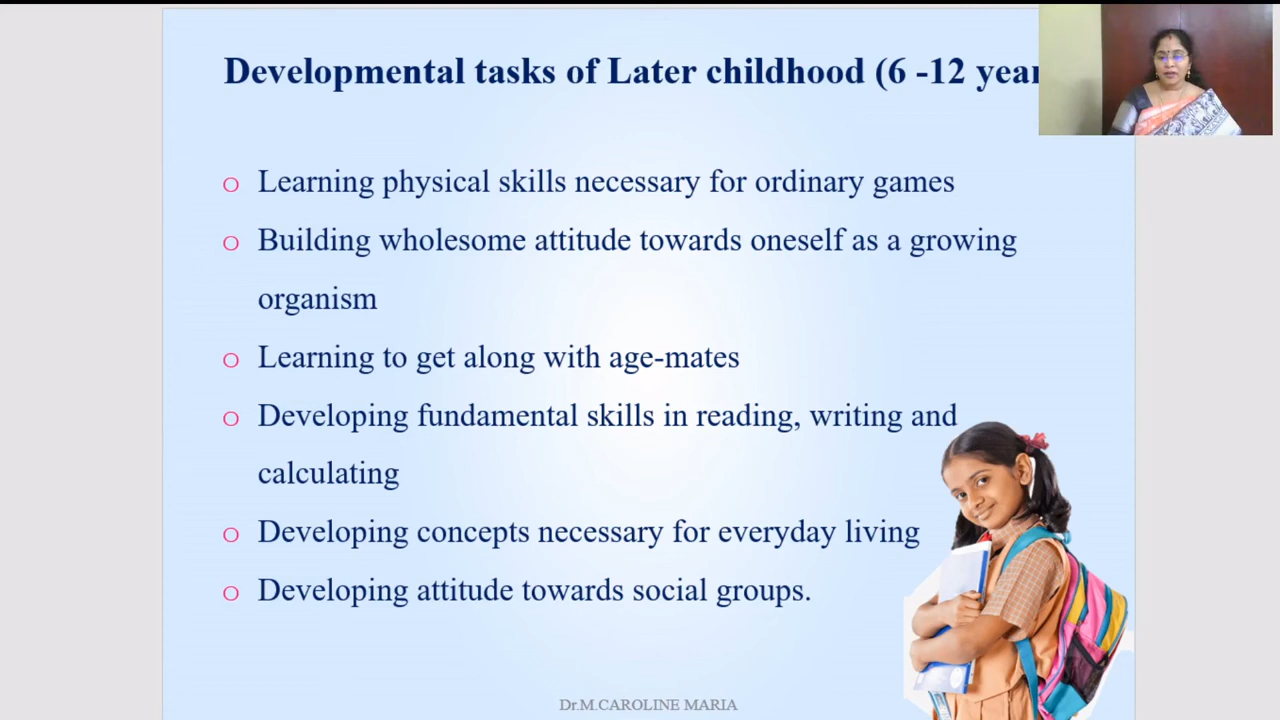 Developmental tasks of Later childhood (6 -12
o Learning physical skills necessary for ordinary games
o Building wholesome attitude towards oneself as a growing
organism
o Learning to get along with age-mates
o Developing fundamental skills in reading, writing and
calculating
o Developing concepts necessary for everyday living
o Developing attitude towards social groups.
Dr.M.CAROLINE MARIA